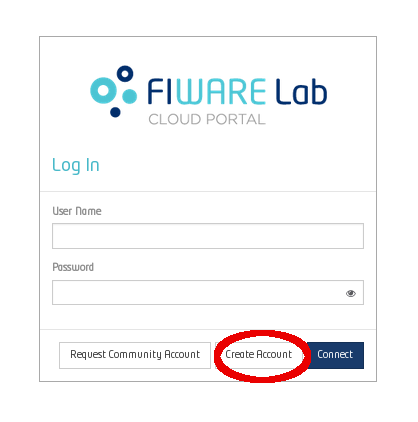 FIWARE Lab
CLOUD PORTAL
Log In
User Name
Password
Request Community Account Create Account Connect